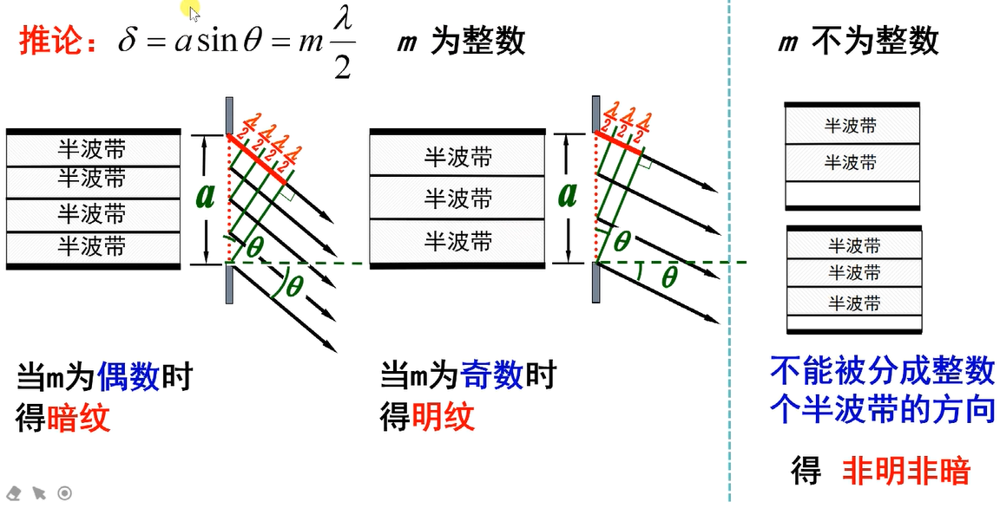 推论：δ = a sin θ = m λ/2   m 为整数
m 不为整数
半波带
半波带
半波带
半波带
a
λ/2 λ/2 λ/2 λ/2
θ
θ
半波带
半波带
半波带
a
λ/2 λ/2 λ/2
θ
θ
半波带
半波带
半波带
半波带
半波带
当m为偶数时
得暗纹
当m为奇数时
得明纹
不能被分成整数
个半波带的方向
得 非明非暗